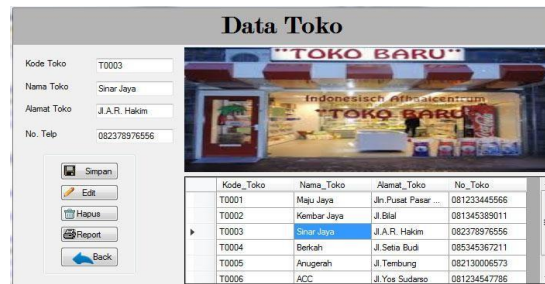 Data Toko
Kode Toko T0003
Nama Toko Sinar Jaya
Alamat Toko Jl.A.R. Hakim
No. Telp 082378976556
Simpan
Edit
Hapus
Report
Back
"TOKO BARU"
Indonesisch Afhaalcentrum
TOKO BARU
Kode_Toko Nama_Toko Alamat_Toko No_Toko
T0001 Maju Jaya Jln.Pusat Pasar ... 081233445566
T0002 Kembar Jaya Jl.Bilal 081345389011
T0003 Sinar Jaya Jl.A.R. Hakim 082378976556
T0004 Berkah Jl.Setia Budi 085345367211
T0005 Anugerah Jl.Tembung 082130006573
T0006 ACC Jl.Yos Sudarso 081234547786